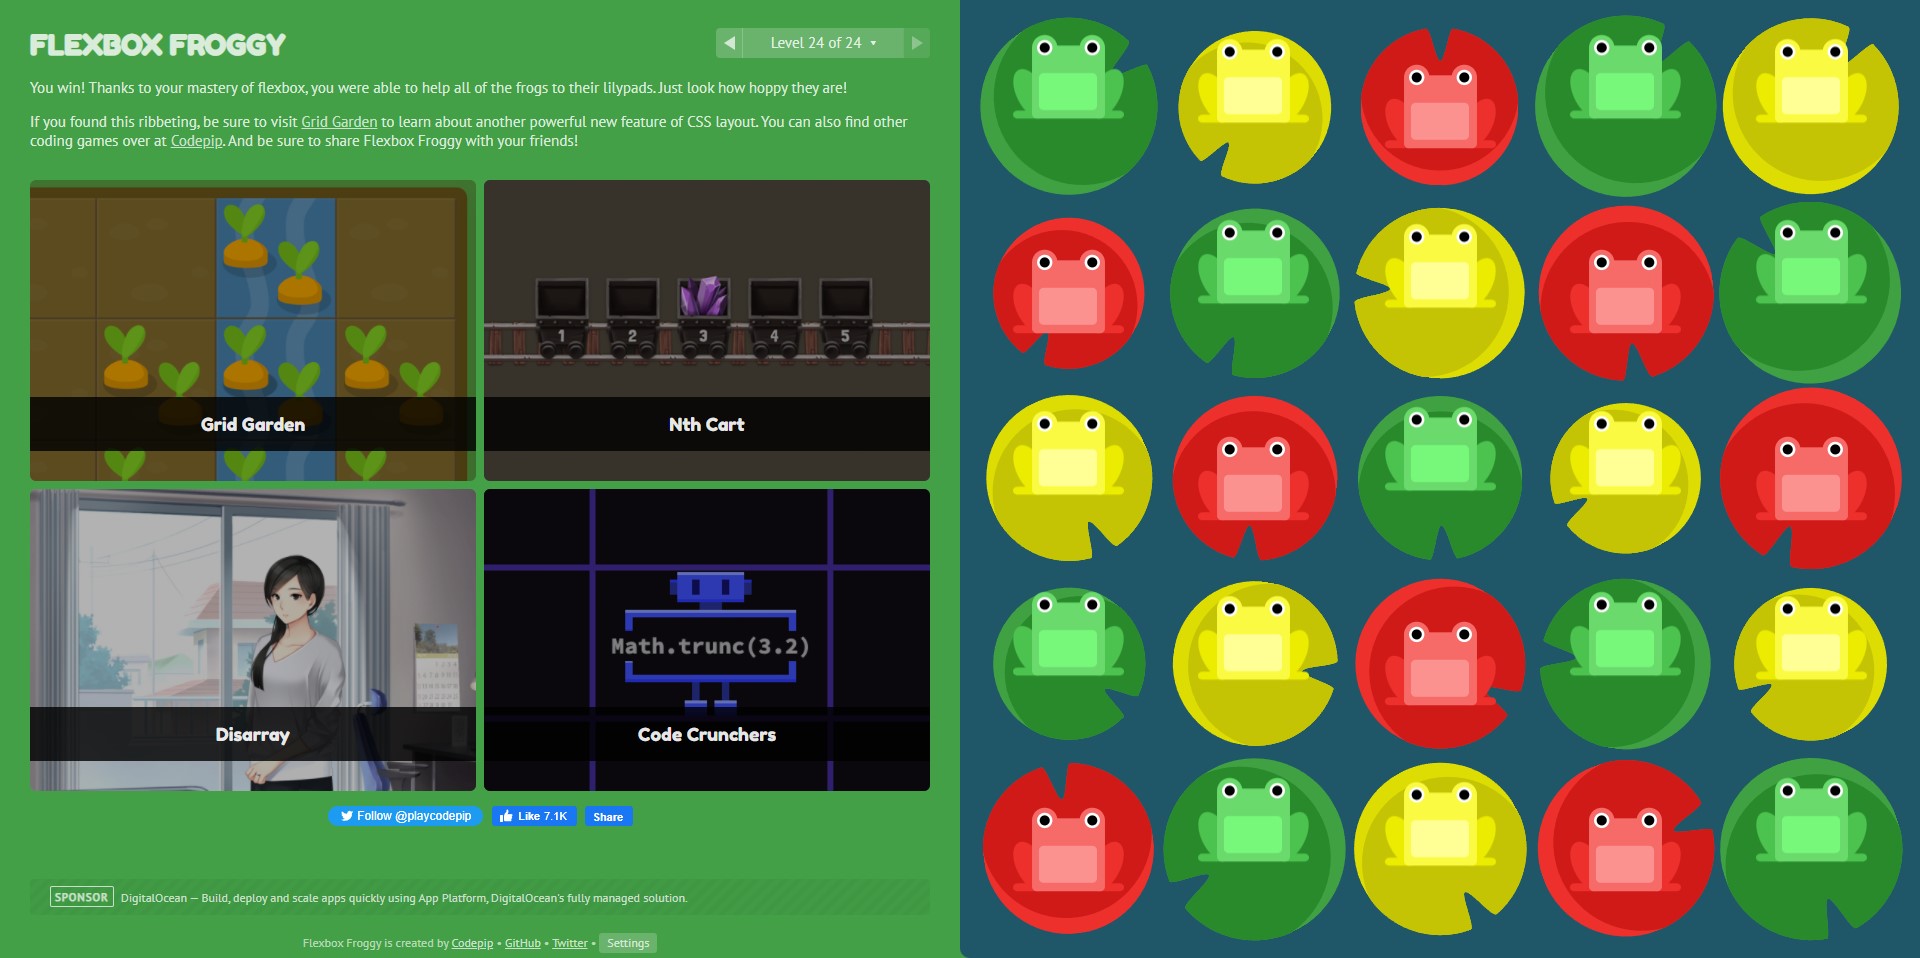 FLEXBOX FROGGY
◀ Level 24 of 24 ▼ ▶
You win! Thanks to your mastery of flexbox, you were able to help all of the frogs to their lilypads. Just look how hoppy they are!
If you found this ribbeting, be sure to visit Grid Garden to learn about another powerful new feature of CSS layout. You can also find other
coding games over at Codepip. And be sure to share Flexbox Froggy with your friends!
1 2 3 4 5
Grid Garden
Nth Cart
Math.trunc(3.2)
Disarray
Code Crunchers
Follow @playcodepip
Like 7.1K
Share
SPONSOR DigitalOcean — Build, deploy and scale apps quickly using App Platform, DigitalOcean's fully managed solution.
Flexbox Froggy is created by Codepip • GitHub • Twitter • Settings